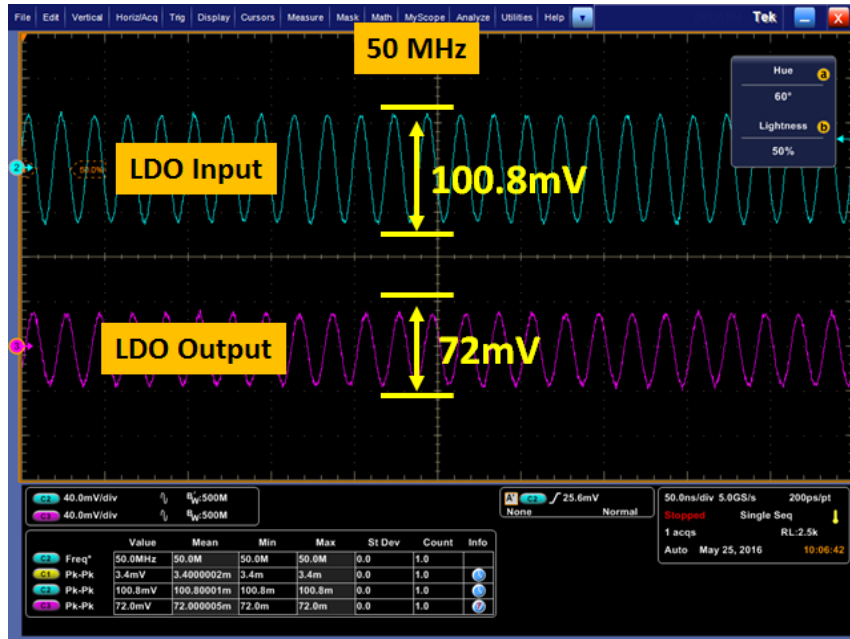 File Edit Vertical Horiz/Acq Trig Display Cursors Measure Mask Math MyScope Analyze Utilities Help Tek X
50 MHz
Hue a
60°
Lightness b
50%
2 50.0% LDO Input 100.8mV
3 LDO Output 72mV
C2 40.0mV/div BW:500M
C3 40.0mV/div BW:500M
A' C2 25.6mV
None Normal
50.0ns/div 5.0GS/s 200ps/pt
Stopped Single Seq
1 acqs RL:2.5k
Auto May 25, 2016 10:06:42
Value Mean Min Max St Dev Count Info
C2 Freq* 50.0MHz 50.0M 50.0M 50.0M 0.0 1.0
C1 Pk-Pk 3.4mV 3.4000002m 3.4m 3.4m 0.0 1.0
C2 Pk-Pk 100.8mV 100.80001m 100.8m 100.8m 0.0 1.0
C3 Pk-Pk 72.0mV 72.000005m 72.0m 72.0m 0.0 1.0